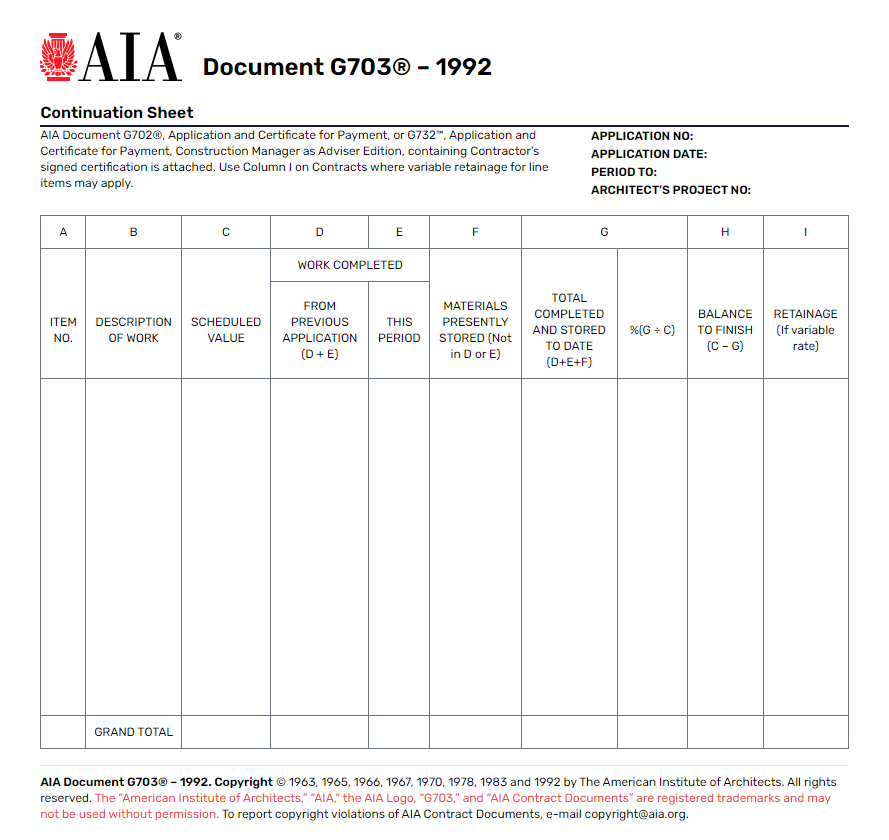 AIA® Document G703® – 1992
Continuation Sheet
AIA Document G702®, Application and Certificate for Payment, or G732™, Application and
Certificate for Payment, Construction Manager as Adviser Edition, containing Contractor’s
signed certification is attached. Use Column I on Contracts where variable retainage for line
items may apply.
APPLICATION NO:
APPLICATION DATE:
PERIOD TO:
ARCHITECT’S PROJECT NO:
A B C D E F G H I
WORK COMPLETED
ITEM
NO.
DESCRIPTION
OF WORK
SCHEDULED
VALUE
FROM
PREVIOUS
APPLICATION
(D + E)
THIS
PERIOD
MATERIALS
PRESENTLY
STORED (Not
in D or E)
TOTAL
COMPLETED
AND STORED
TO DATE
(D+E+F)
%(G ÷ C)
BALANCE
TO FINISH
(C – G)
RETAINAGE
(If variable
rate)
GRAND TOTAL
AIA Document G703® – 1992. Copyright © 1963, 1965, 1966, 1967, 1970, 1978, 1983 and 1992 by The American Institute of Architects. All rights
reserved. The “American Institute of Architects,” “AIA,” the AIA Logo, “G703,” and “AIA Contract Documents” are registered trademarks and may
not be used without permission. To report copyright violations of AIA Contract Documents, e-mail copyright@aia.org.